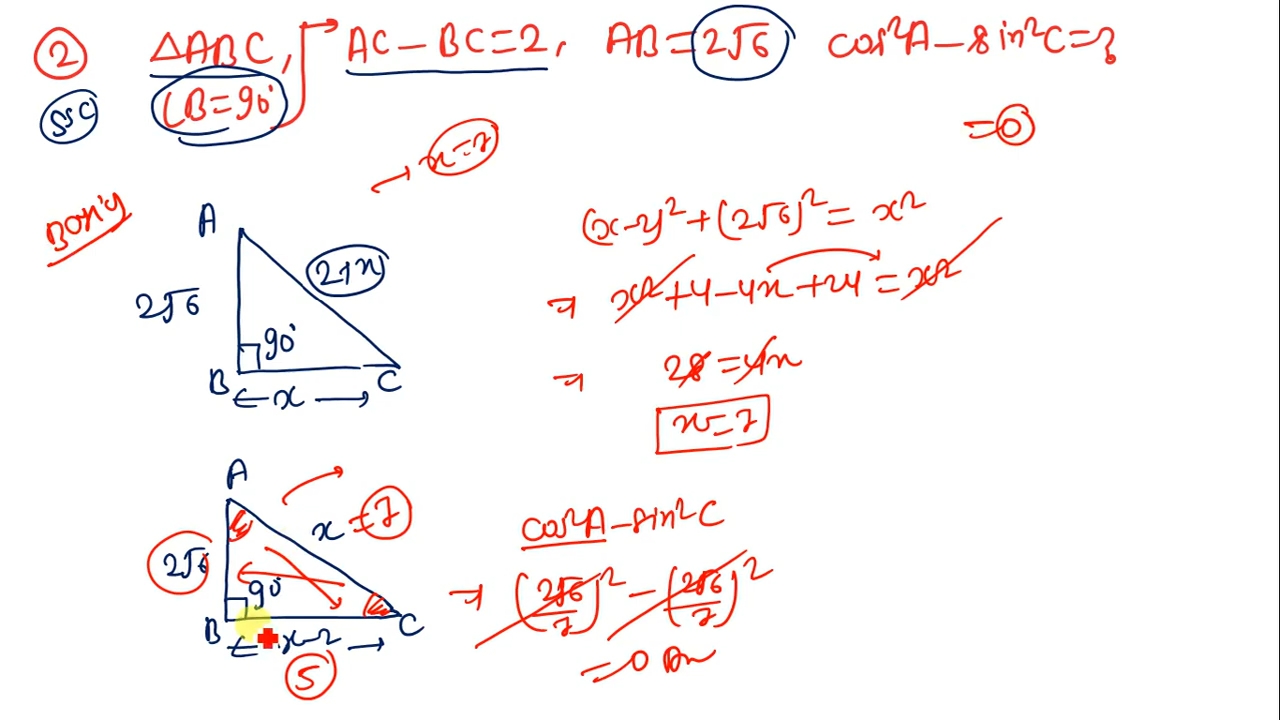 ② △ABC, AC – BC = 2, AB = 2√6 cos²A – sin²C = ?
SSC ∠B = 90°
= 0
x = 7
A
2√6 2+x
90°
B x C
(x-2)² + (2√6)² = x²
⇒ x² + 4 – 4x + 24 = x²
⇒ 28 = 4x
x = 7
A
2√6 x = 7
90°
B x-2 C
5
cos²A – sin²C
⇒ (2√6/7)² – (2√6/7)²
= 0 An